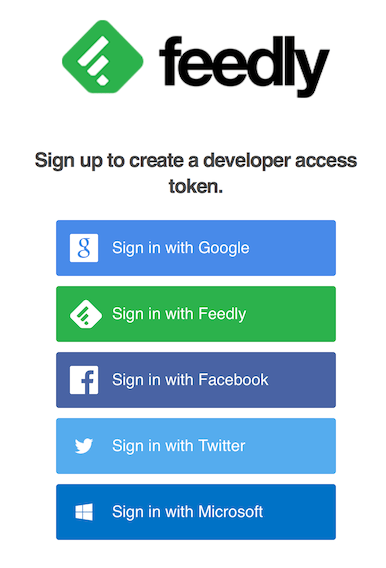 feedly
Sign up to create a developer access
token.
Sign in with Google
Sign in with Feedly
Sign in with Facebook
Sign in with Twitter
Sign in with Microsoft